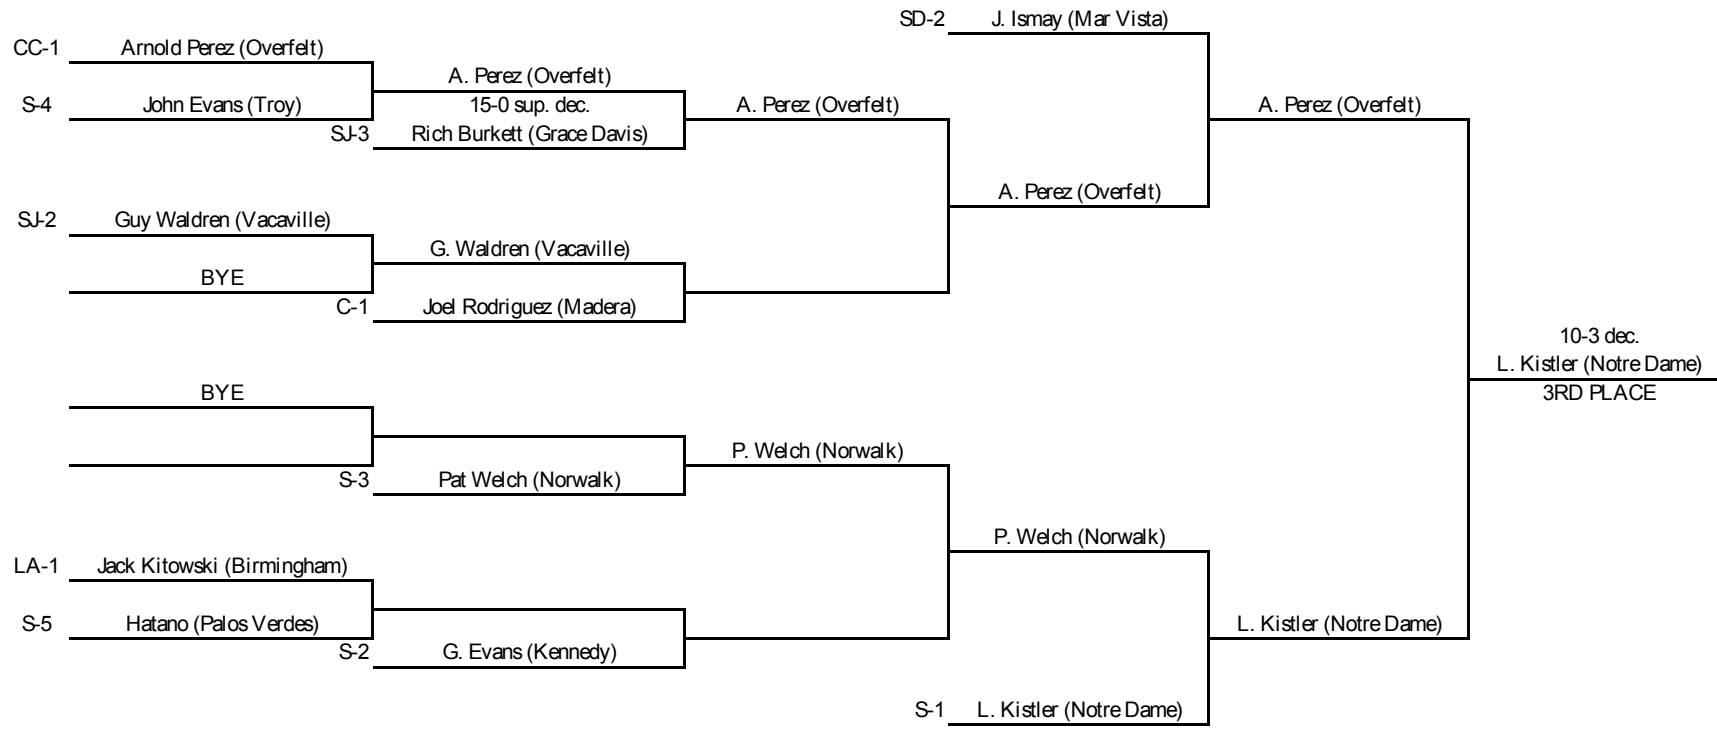 SD-2 J. Ismay (Mar Vista)
CC-1 Arnold Perez (Overfelt)
A. Perez (Overfelt)
S-4 John Evans (Troy) 15-0 sup. dec. A. Perez (Overfelt) A. Perez (Overfelt)
SJ-3 Rich Burkett (Grace Davis)
A. Perez (Overfelt)
SJ-2 Guy Waldren (Vacaville)
G. Waldren (Vacaville)
BYE
C-1 Joel Rodriguez (Madera)
10-3 dec.
L. Kistler (Notre Dame)
BYE 3RD PLACE
P. Welch (Norwalk)
S-3 Pat Welch (Norwalk)
P. Welch (Norwalk)
LA-1 Jack Kitowski (Birmingham)
S-5 Hatano (Palos Verdes) L. Kistler (Notre Dame)
S-2 G. Evans (Kennedy)
S-1 L. Kistler (Notre Dame)